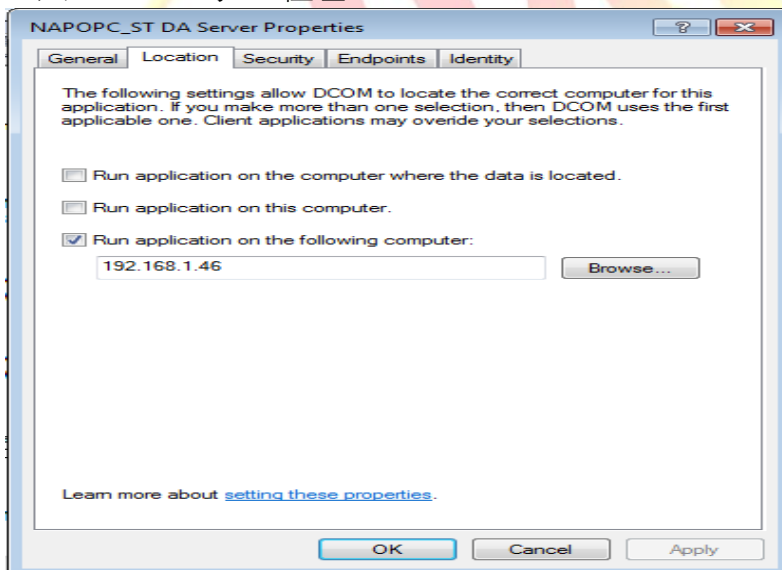 NAPOPC_ST DA Server Properties
General Location Security Endpoints Identity
The following settings allow DCOM to locate the correct computer for this
application. If you make more than one selection, then DCOM uses the first
applicable one. Client applications may overide your selections.
Run application on the computer where the data is located.
Run application on this computer.
Run application on the following computer:
192.168.1.46
Browse...
Learn more about setting these properties.
OK Cancel Apply